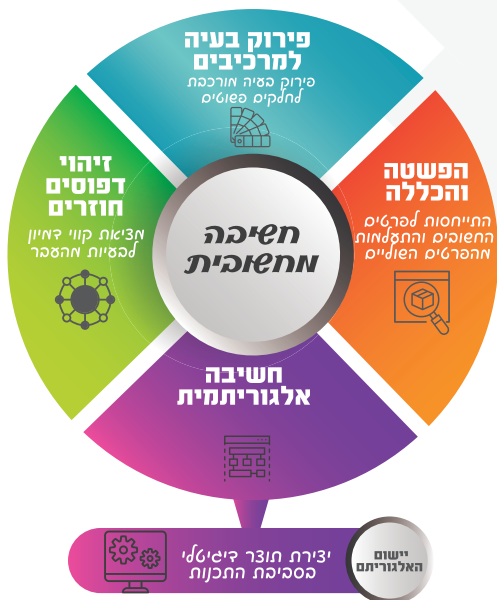 פירוק בעיה
למרכיבים
פירוק בעיה מורכבת
לחלקים פשוטים
הפשטה
והכללה
התייחסות לפרטים
החשובים והתעלמות
מהפרטים השוליים
זיהוי
דפוסים
חוזרים
מציאת קווי דמיון
לבעיות מהעבר
חשיבה
מחשובית
חשיבה
אלגוריתמית
יישום
האלגוריתם
יצירת תוצר דיגיטלי
בסביבת התכנות